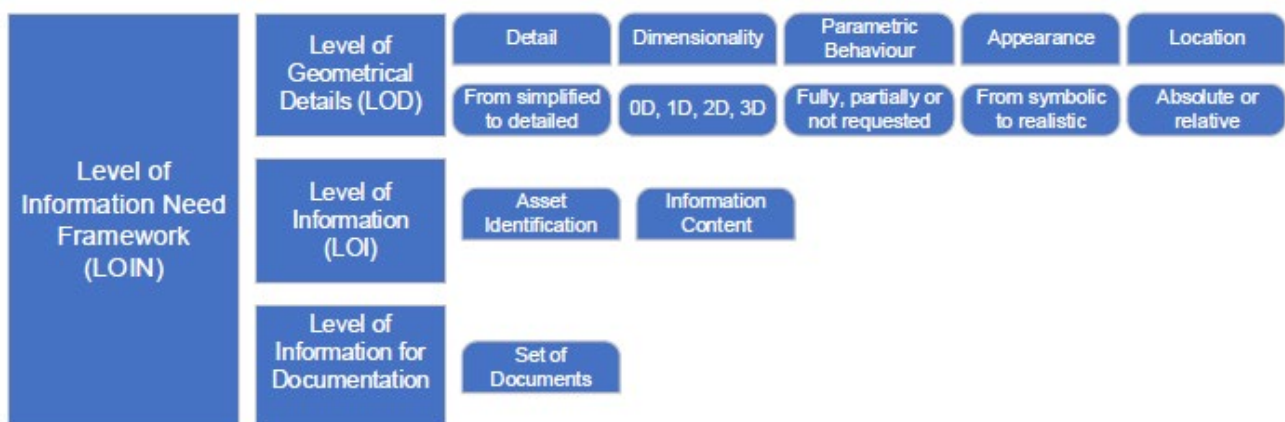 Level of
Information Need
Framework
(LOIN)
Level of
Geometrical
Details (LOD)
Detail
Dimensionality
Parametric
Behaviour
Appearance
Location
From simplified
to detailed
0D, 1D, 2D, 3D
Fully, partially or
not requested
From symbolic
to realistic
Absolute or
relative
Level of
Information
(LOI)
Asset
Identification
Information
Content
Level of
Information for
Documentation
Set of
Documents